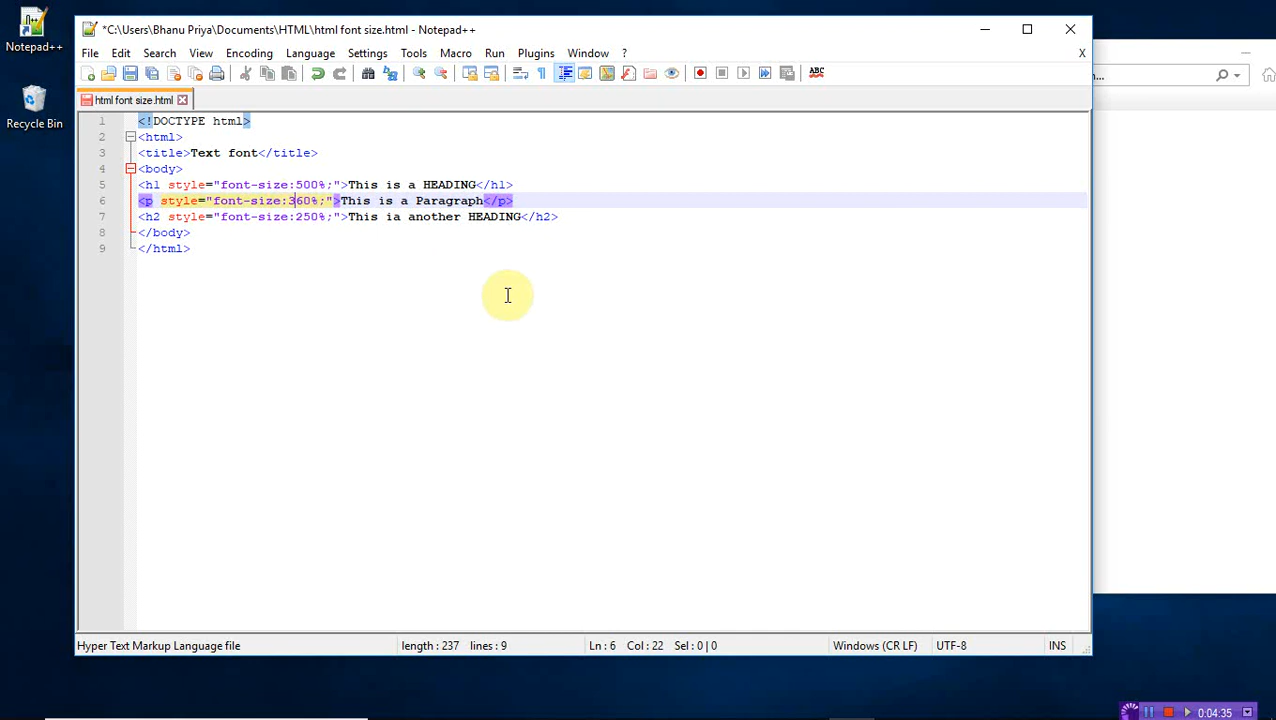 *C:\Users\Bhanu Priya\Documents\HTML\html font size.html - Notepad++
File Edit Search View Encoding Language Settings Tools Macro Run Plugins Window ? X
ABC
html font size.html
1 <!DOCTYPE html>
2 <html>
3 <title>Text font</title>
4 <body>
5 <h1 style="font-size:500%;">This is a HEADING</h1>
6 <p style="font-size:360%;">This is a Paragraph</p>
7 <h2 style="font-size:250%;">This ia another HEADING</h2>
8 </body>
9 </html>
Hyper Text Markup Language file length : 237 lines : 9 Ln : 6 Col : 22 Sel : 0 | 0 Windows (CR LF) UTF-8 INS
Notepad++
Recycle Bin
...
0:04:35